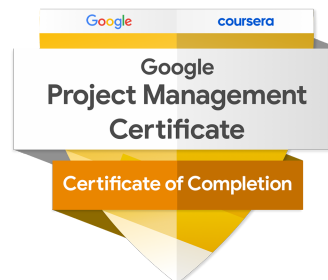 Google coursera
Google
Project Management
Certificate
Certificate of Completion